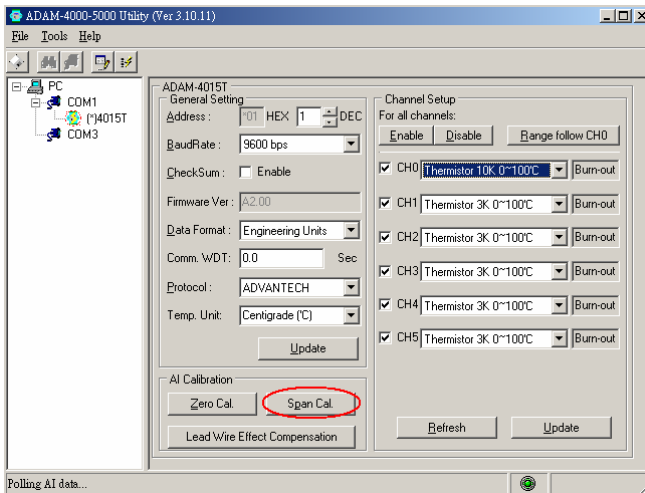 ADAM-4000-5000 Utility (Ver 3.10.11)
File Tools Help
PC
COM1
(*)4015T
COM3
ADAM-4015T
General Setting
Address : *01 HEX 1 DEC
BaudRate : 9600 bps
CheckSum : Enable
Firmware Ver : A2.00
Data Format : Engineering Units
Comm. WDT: 0.0 Sec
Protocol : ADVANTECH
Temp. Unit: Centigrade (℃)
Update
AI Calibration
Zero Cal. Span Cal.
Lead Wire Effect Compensation
Channel Setup
For all channels:
Enable Disable Range follow CH0
CH0 Thermistor 10K 0~100℃ Burn-out
CH1 Thermistor 3K 0~100℃ Burn-out
CH2 Thermistor 3K 0~100℃ Burn-out
CH3 Thermistor 3K 0~100℃ Burn-out
CH4 Thermistor 3K 0~100℃ Burn-out
CH5 Thermistor 3K 0~100℃ Burn-out
Refresh Update
Polling AI data...